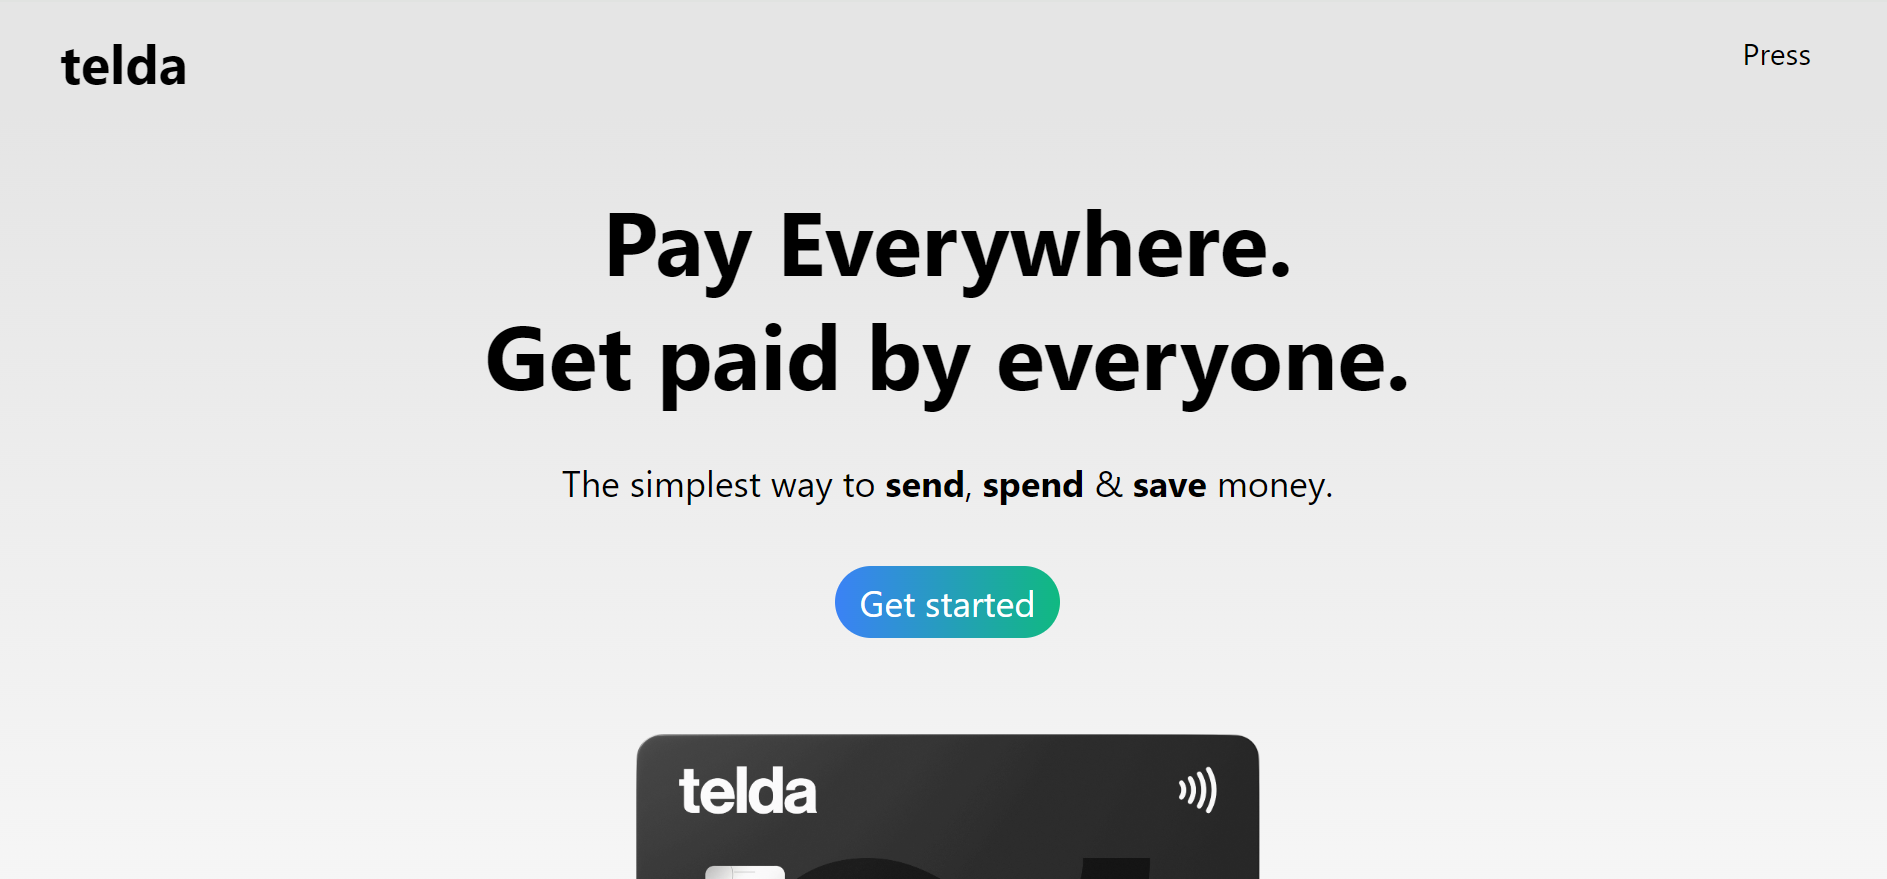 telda
Press
Pay Everywhere.
Get paid by everyone.
The simplest way to send, spend & save money.
Get started
telda